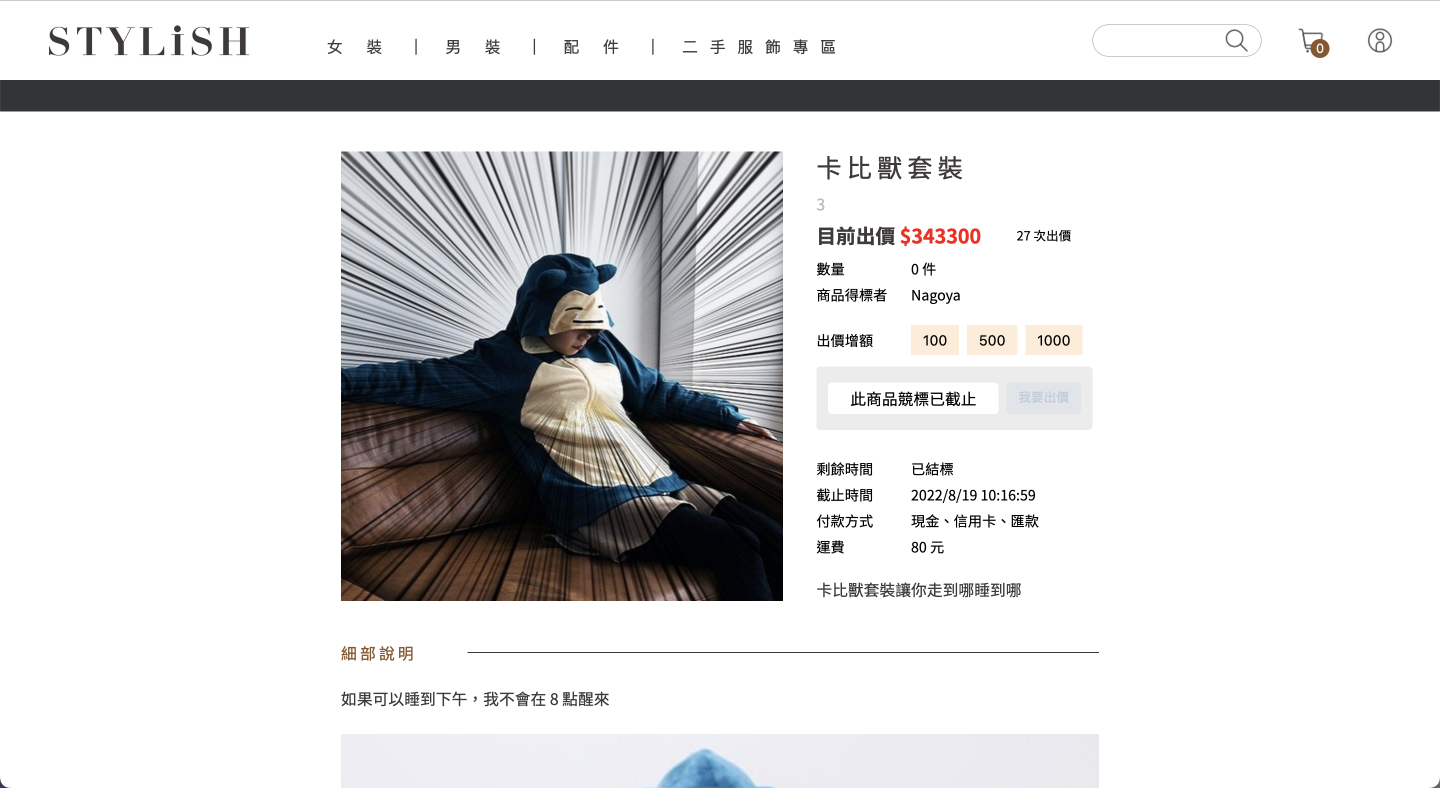 STYLiSH
女裝 | 男裝 | 配件 | 二手服飾專區
0
卡比獸套裝
3
目前出價 $343300 27 次出價
數量 0 件
商品得標者 Nagoya
出價增額 100 500 1000
此商品競標已截止 我要出價
剩餘時間 已結標
截止時間 2022/8/19 10:16:59
付款方式 現金、信用卡、匯款
運費 80 元
卡比獸套裝讓你走到哪睡到哪
細部說明
如果可以睡到下午，我不會在 8 點醒來